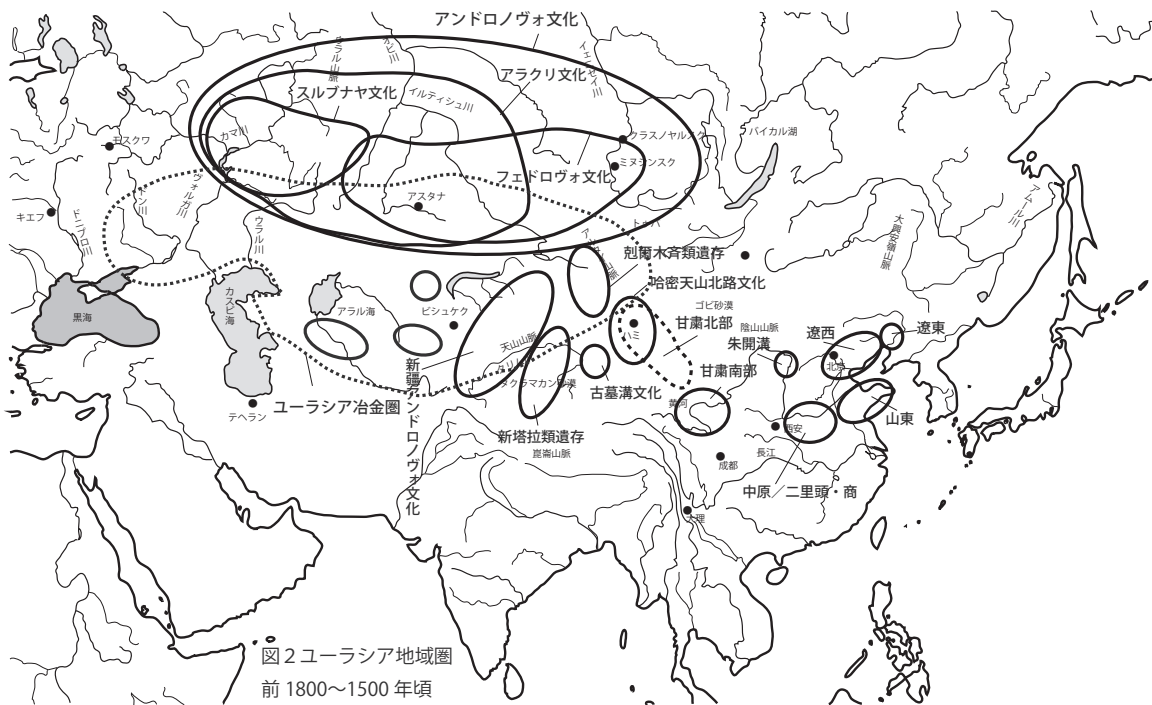 アンドロノヴォ文化
オビ川
イェニセイ川
ウラル山脈
アラクリ文化
スルブナヤ文化
イルティシュ川
カマ川
モスクワ
クラスノヤルスク
バイカル湖
ミヌシンスク
フェドロヴォ文化
アスタナ
ヴォルガ川
ドン川
キエフ
ドニプロ川
ウラル川
アムール川
大興安嶺山脈
剋爾木斉類遺存
哈密天山北路文化
カスピ海
黒海
アラル海
ビシュケク
ゴビ砂漠
甘粛北部
陰山山脈
朱開溝
遼西
遼東
ハミ
北京
天山山脈
タリム
タクラマカン砂漠
甘粛南部
古墓溝文化
黄河
山東
テヘラン
ユーラシア冶金圏
新疆アンドロノヴォ文化
新塔拉類遺存
崑崙山脈
西安
長江
成都
中原／二里頭・商
大理
図２ユーラシア地域圏
前 1800～1500 年頃